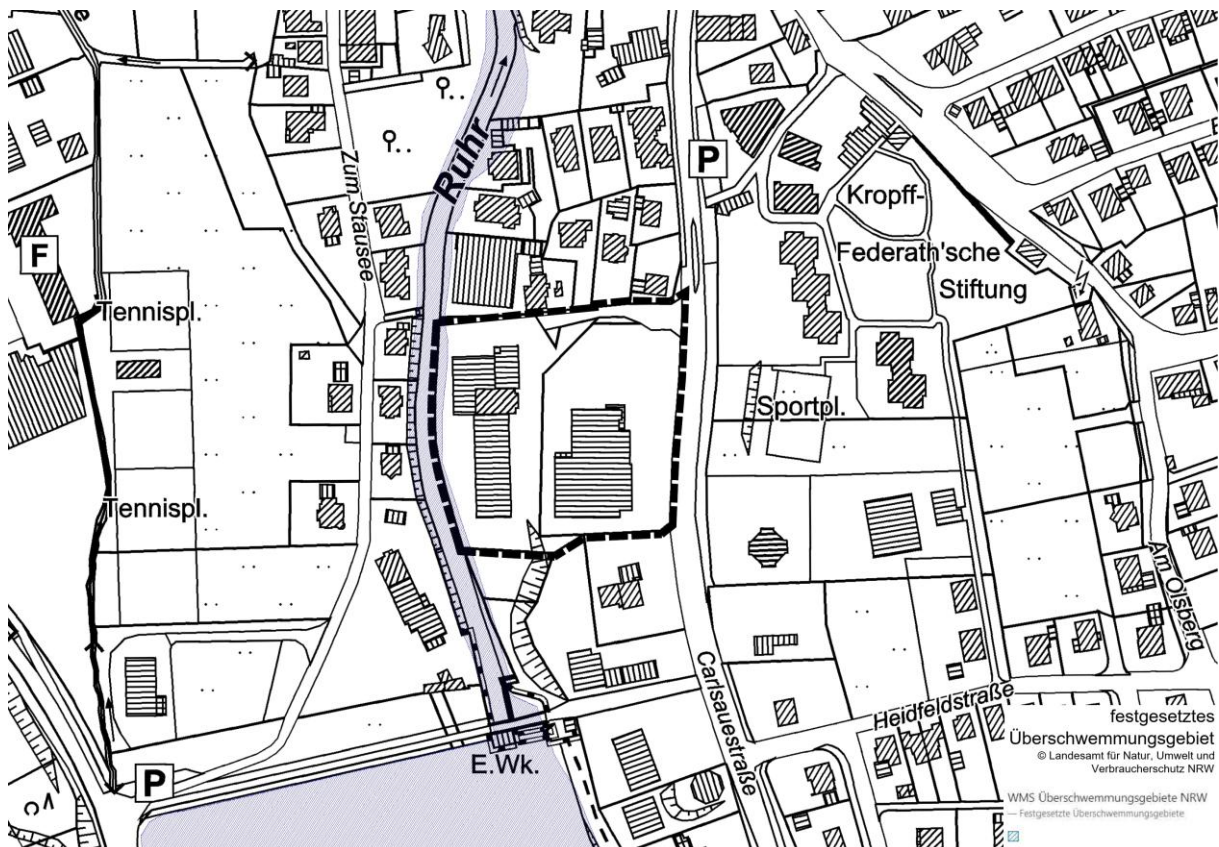 P
Ruhr
Zum Stausee
Kropff-
Federath'sche
Stiftung
F
Tennispl.
Sportpl.
Tennispl.
Am Olsberg
Carlsauestraße
Heidfeldstraße
E.Wk.
P
festgesetztes
Überschwemmungsgebiet
© Landesamt für Natur, Umwelt und
Verbraucherschutz NRW
WMS Überschwemmungsgebiete NRW
— Festgesetzte Überschwemmungsgebiete